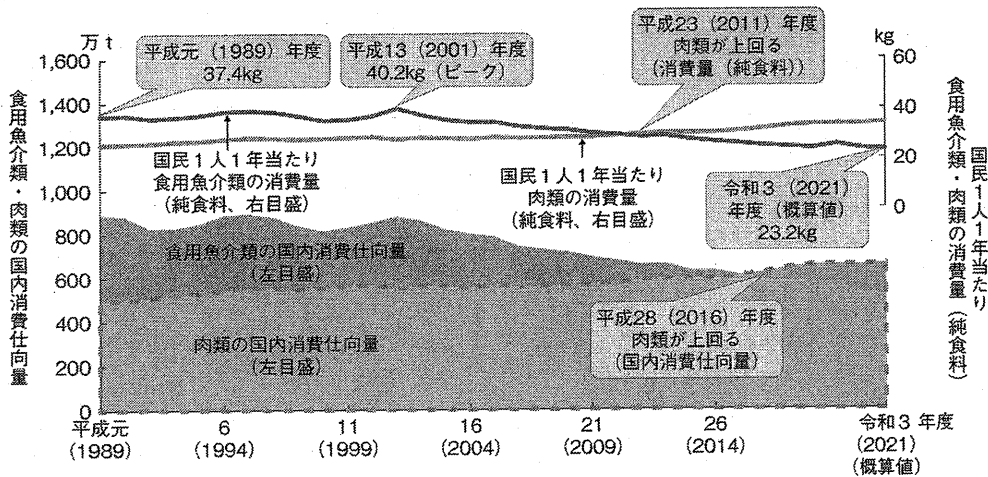 平成元（1989）年度
37.4kg
平成13（2001）年度
40.2kg（ピーク）
平成23（2011）年度
肉類が上回る
（消費量（純食料））
万t
kg
1,600
1,400
1,200
1,000
800
600
400
200
0
60
40
20
0
食用魚介類・肉類の国内消費仕向量
国民１人１年当たり
食用魚介類・肉類の消費量（純食料）
国民１人１年当たり
食用魚介類の消費量
（純食料、右目盛）
国民１人１年当たり
肉類の消費量
（純食料、右目盛）
令和３（2021）
年度（概算値）
23.2kg
食用魚介類の国内消費仕向量
（左目盛）
肉類の国内消費仕向量
（左目盛）
平成28（2016）年度
肉類が上回る
（国内消費仕向量）
平成元
（1989）
6
（1994）
11
（1999）
16
（2004）
21
（2009）
26
（2014）
令和３年度
（2021）
（概算値）